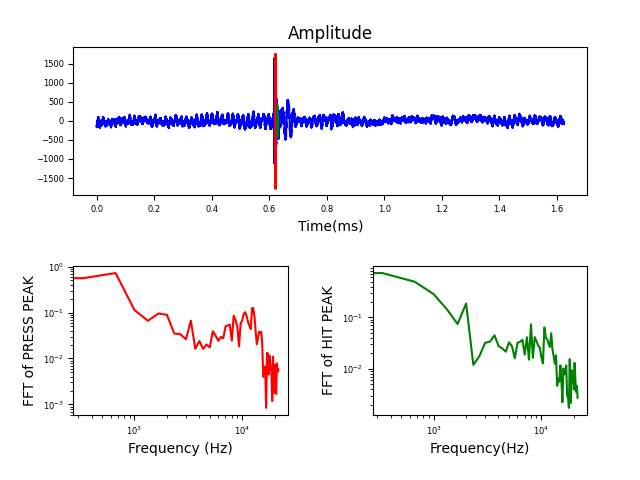 Amplitude
1500
1000
500
0
−500
−1000
−1500
0.0 0.2 0.4 0.6 0.8 1.0 1.2 1.4 1.6
Time(ms)
FFT of PRESS PEAK
10⁰
10⁻¹
10⁻²
10⁻³
10³ 10⁴
Frequency (Hz)
FFT of HIT PEAK
10⁻¹
10⁻²
10³ 10⁴
Frequency(Hz)